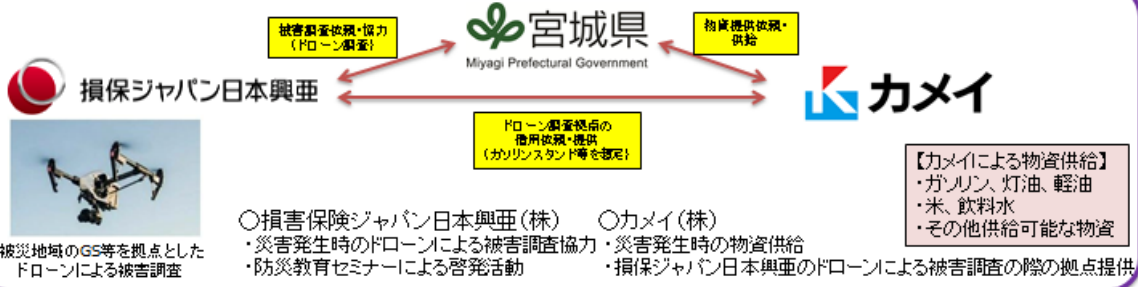 被害調査依頼・協力
(ドローン調査)
宮城県
Miyagi Prefectural Government
物資提供依頼・
供給
損保ジャパン日本興亜
カメイ
ドローン調査拠点の
借用依頼・提供
(ガソリンスタンド等を想定)
【カメイによる物資供給】
・ガソリン、灯油、軽油
・米、飲料水
・その他供給可能な物資
被災地域のGS等を拠点とした
ドローンによる被害調査
○損害保険ジャパン日本興亜(株)
・災害発生時のドローンによる被害調査協力
・防災教育セミナーによる啓発活動
○カメイ(株)
・災害発生時の物資供給
・損保ジャパン日本興亜のドローンによる被害調査の際の拠点提供